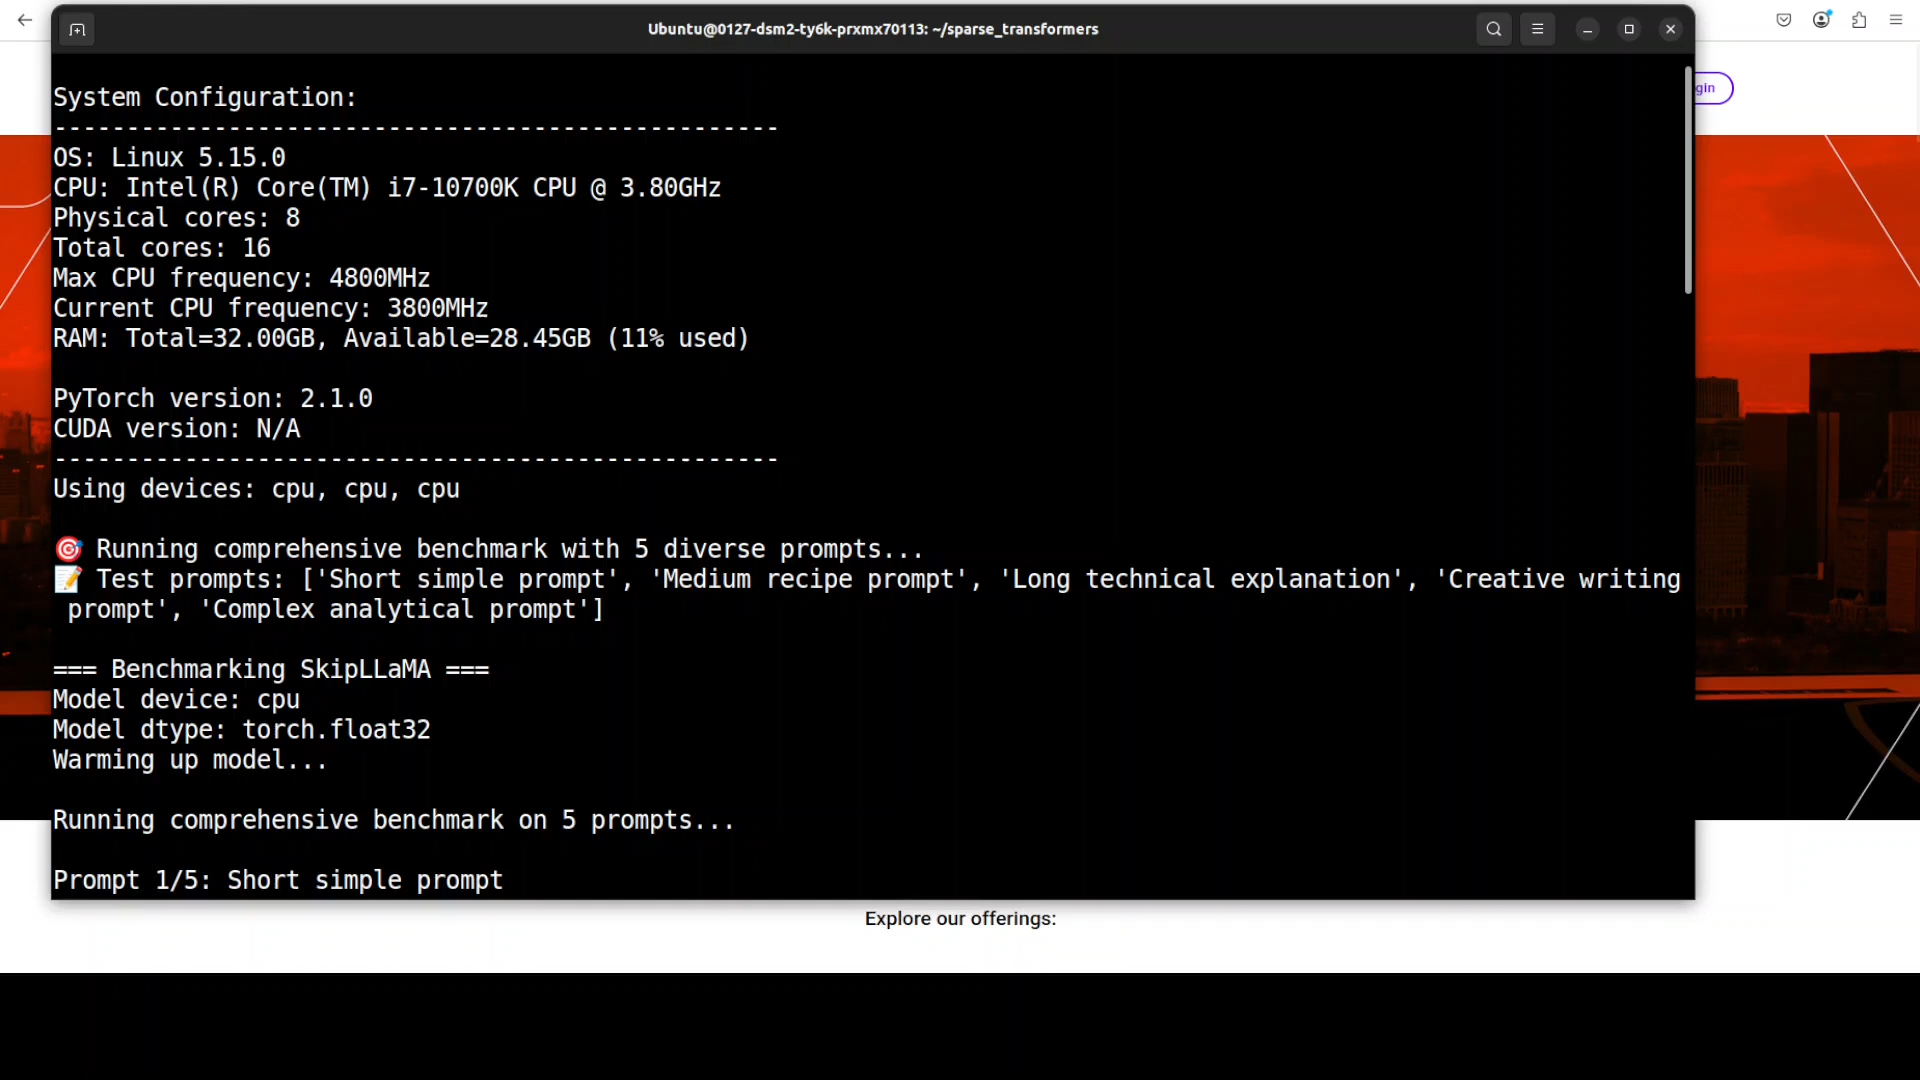 Ubuntu@0127-dsm2-ty6k-prxmx70113: ~/sparse_transformers
System Configuration:
--------------------------------------------------
OS: Linux 5.15.0
CPU: Intel(R) Core(TM) i7-10700K CPU @ 3.80GHz
Physical cores: 8
Total cores: 16
Max CPU frequency: 4800MHz
Current CPU frequency: 3800MHz
RAM: Total=32.00GB, Available=28.45GB (11% used)
PyTorch version: 2.1.0
CUDA version: N/A
--------------------------------------------------
Using devices: cpu, cpu, cpu
🎯 Running comprehensive benchmark with 5 diverse prompts...
📝 Test prompts: ['Short simple prompt', 'Medium recipe prompt', 'Long technical explanation', 'Creative writing
prompt', 'Complex analytical prompt']
=== Benchmarking SkipLLaMA ===
Model device: cpu
Model dtype: torch.float32
Warming up model...
Running comprehensive benchmark on 5 prompts...
Prompt 1/5: Short simple prompt
gin
Explore our offerings: